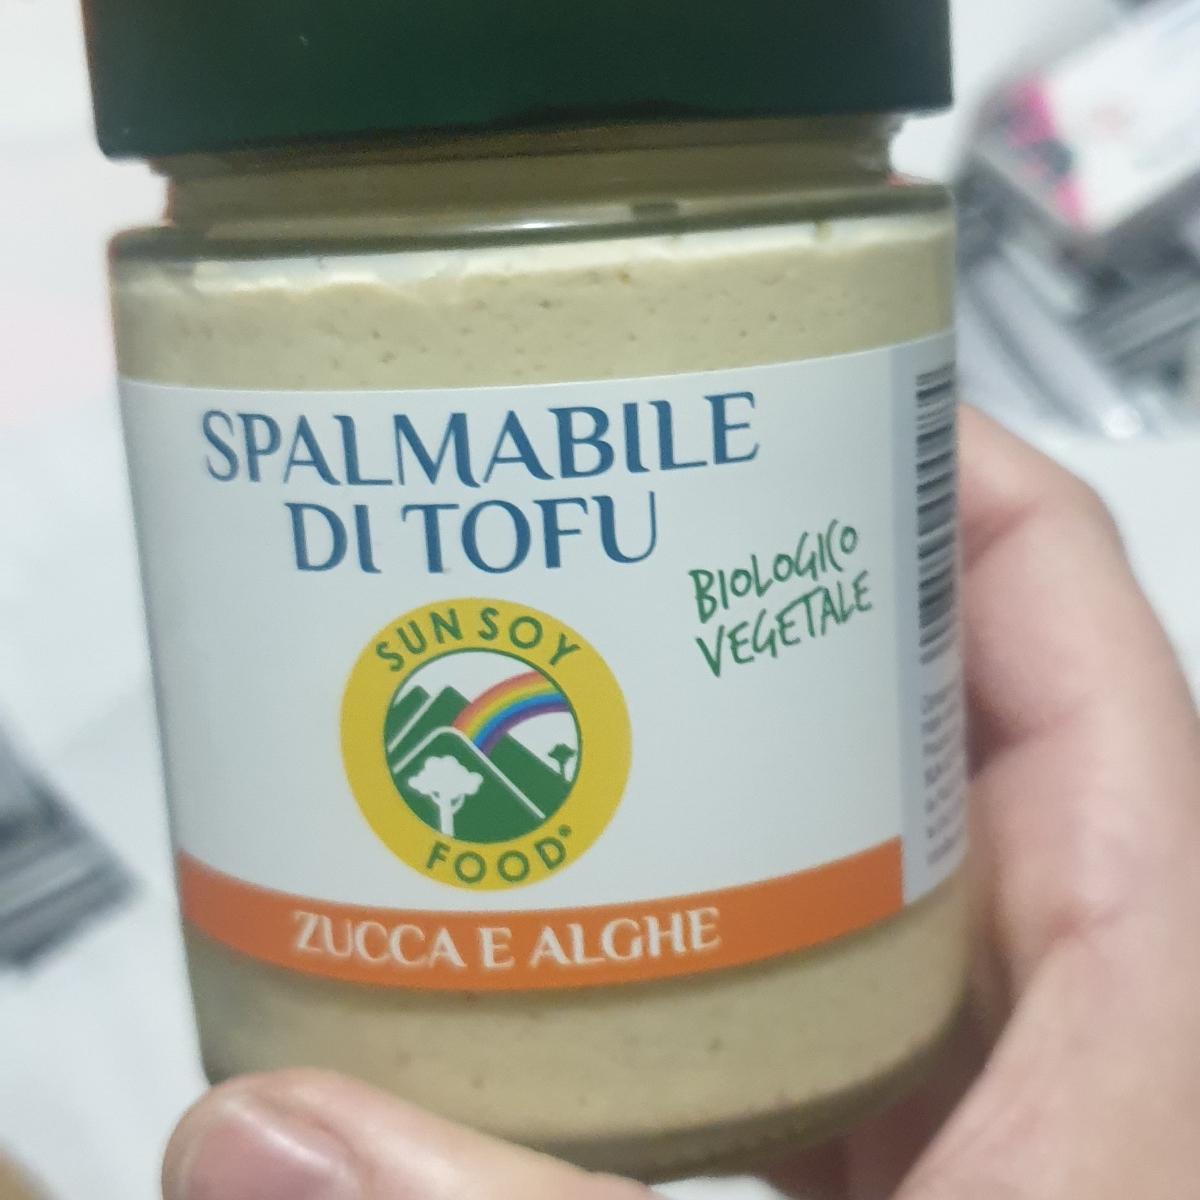 SPALMABILE
DI TOFU
BIOLOGICO
VEGETALE
SUN SOY
FOOD®
ZUCCA E ALGHE